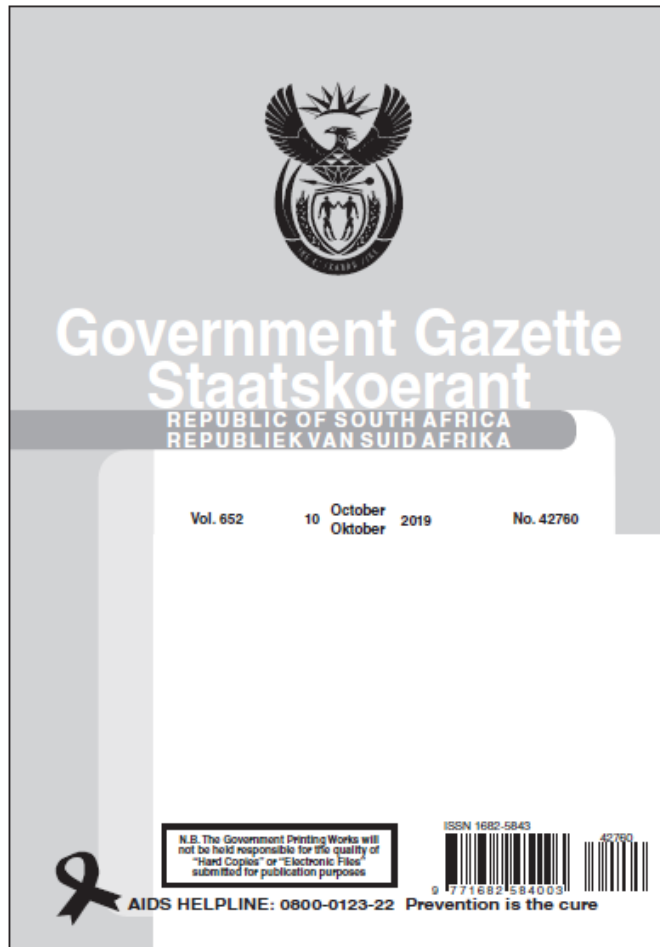 Government Gazette
Staatskoerant
REPUBLIC OF SOUTH AFRICA
REPUBLIEK VAN SUID AFRIKA
Vol. 652 10 October Oktober 2019 No. 42760
N.B. The Government Printing Works will
not be held responsible for the quality of
“Hard Copies” or “Electronic Files”
submitted for publication purposes
ISSN 1682-5843
42760
9 771682 584003
AIDS HELPLINE: 0800-0123-22 Prevention is the cure